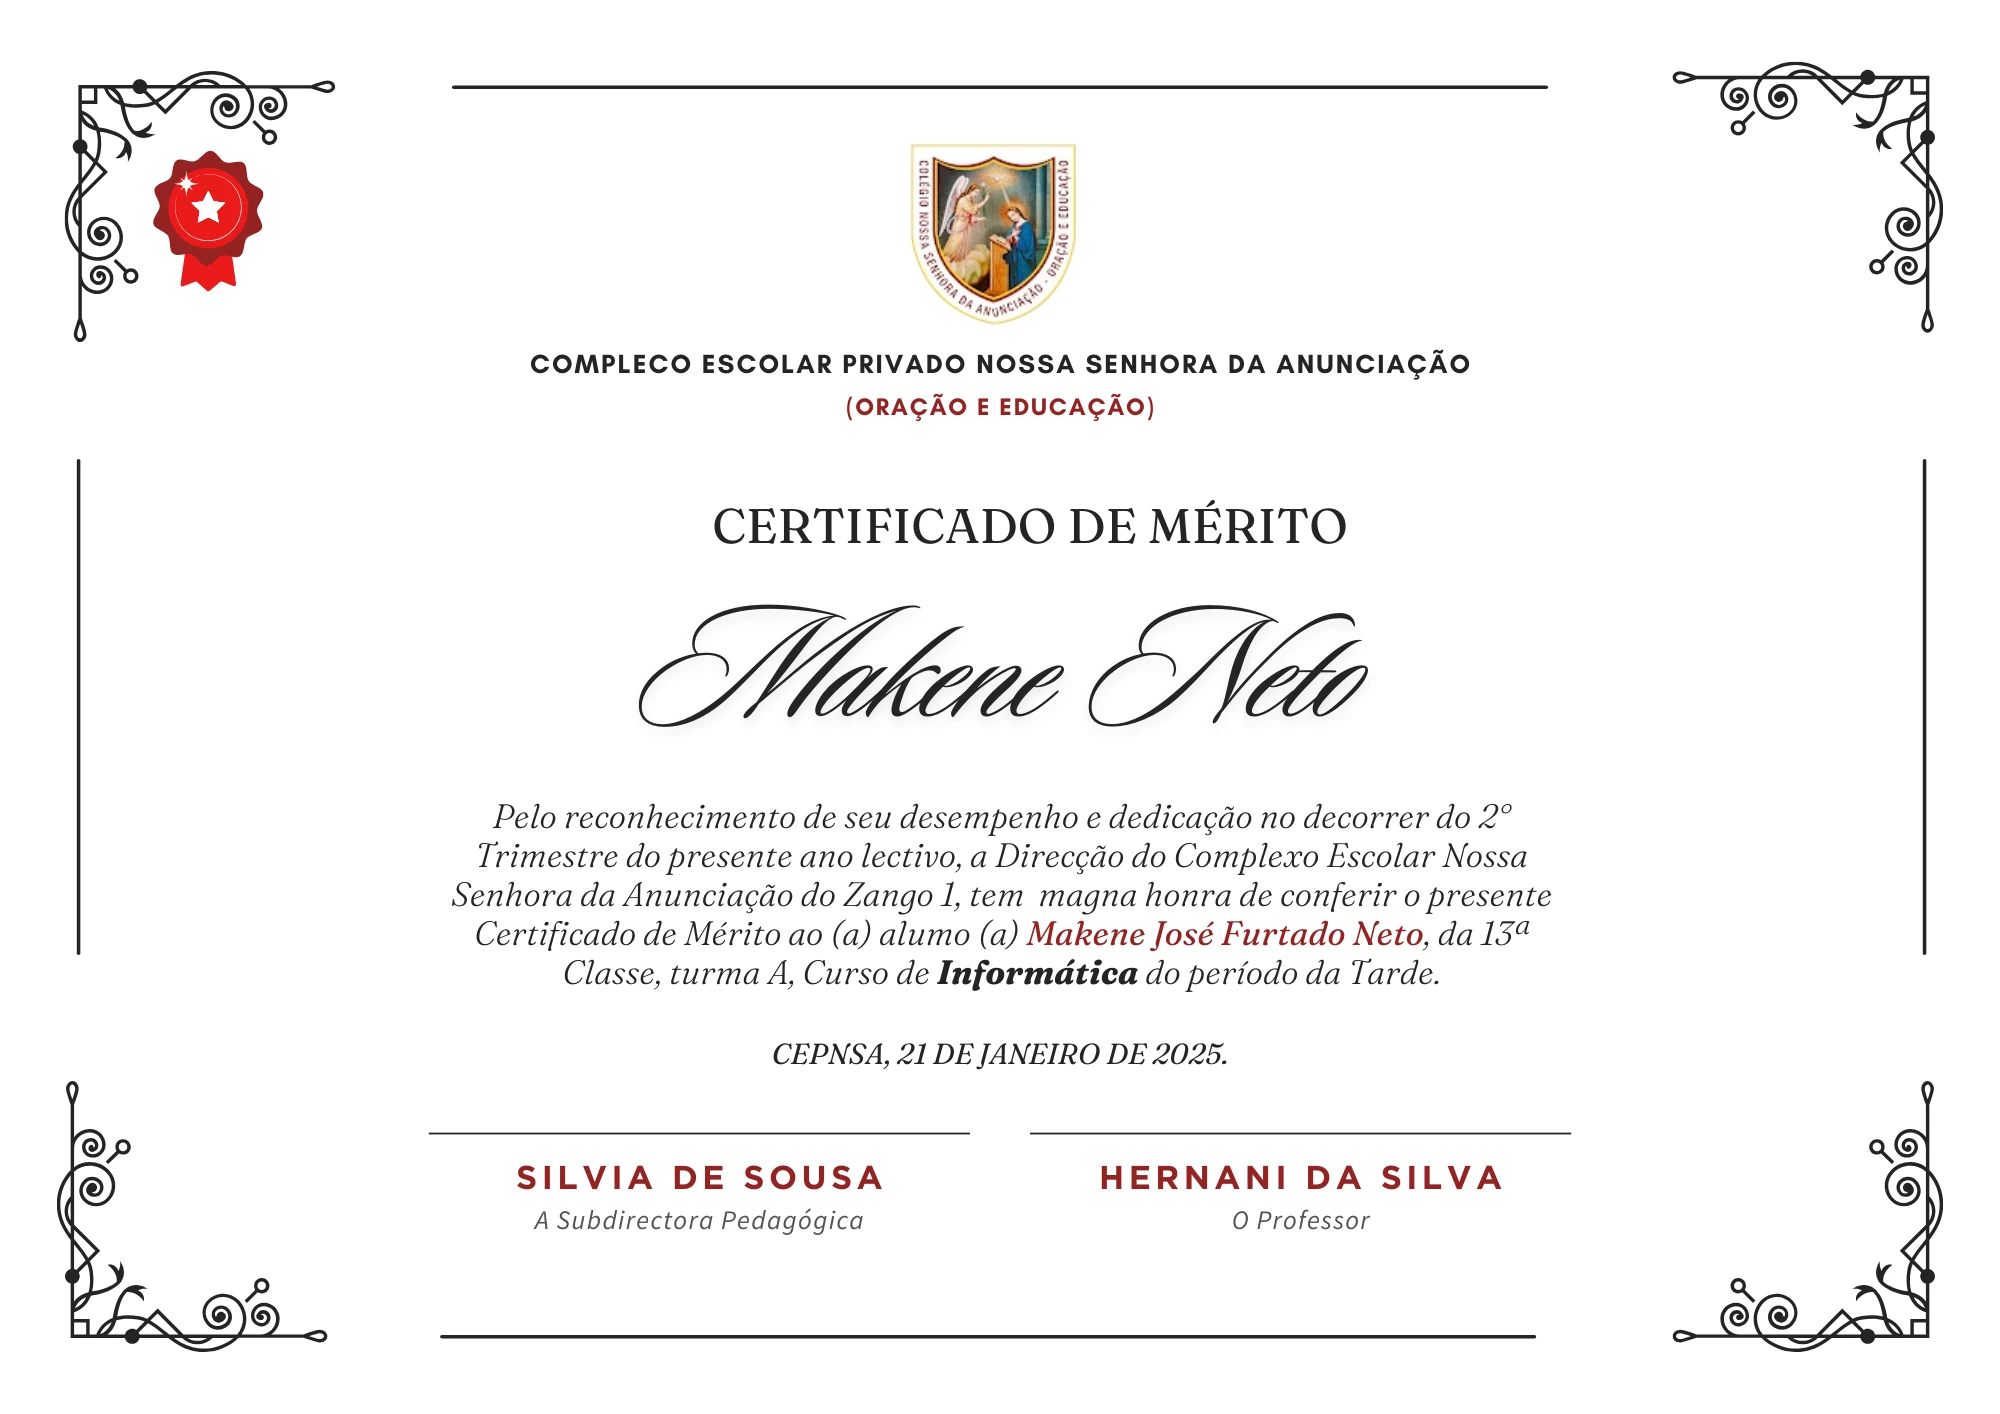 COLÉGIO NOSSA SENHORA DA ANUNCIAÇÃO - ORAÇÃO E EDUCAÇÃO
COMPLECO ESCOLAR PRIVADO NOSSA SENHORA DA ANUNCIAÇÃO
(ORAÇÃO E EDUCAÇÃO)
CERTIFICADO DE MÉRITO
Makene Neto
Pelo reconhecimento de seu desempenho e dedicação no decorrer do 2º
Trimestre do presente ano lectivo, a Direcção do Complexo Escolar Nossa
Senhora da Anunciação do Zango 1, tem  magna honra de conferir o presente
Certificado de Mérito ao (a) alumo (a) Makene José Furtado Neto, da 13ª
Classe, turma A, Curso de Informática do período da Tarde.
CEPNSA, 21 DE JANEIRO DE 2025.
SILVIA DE SOUSA
A Subdirectora Pedagógica
HERNANI DA SILVA
O Professor